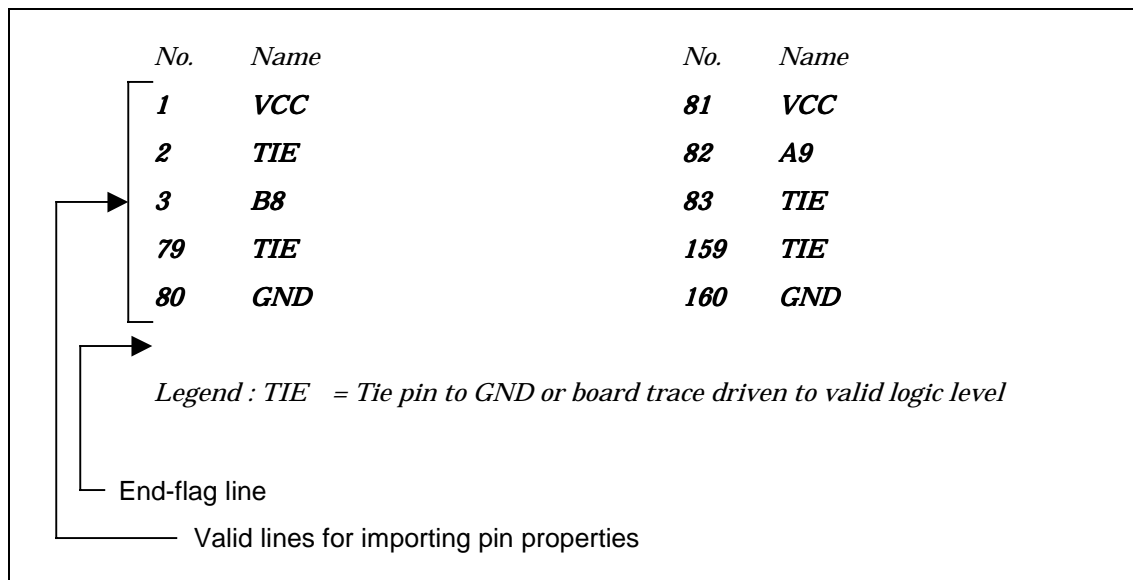 No. Name No. Name
1 VCC 81 VCC
2 TIE 82 A9
3 B8 83 TIE
79 TIE 159 TIE
80 GND 160 GND
Legend : TIE = Tie pin to GND or board trace driven to valid logic level
End-flag line
Valid lines for importing pin properties